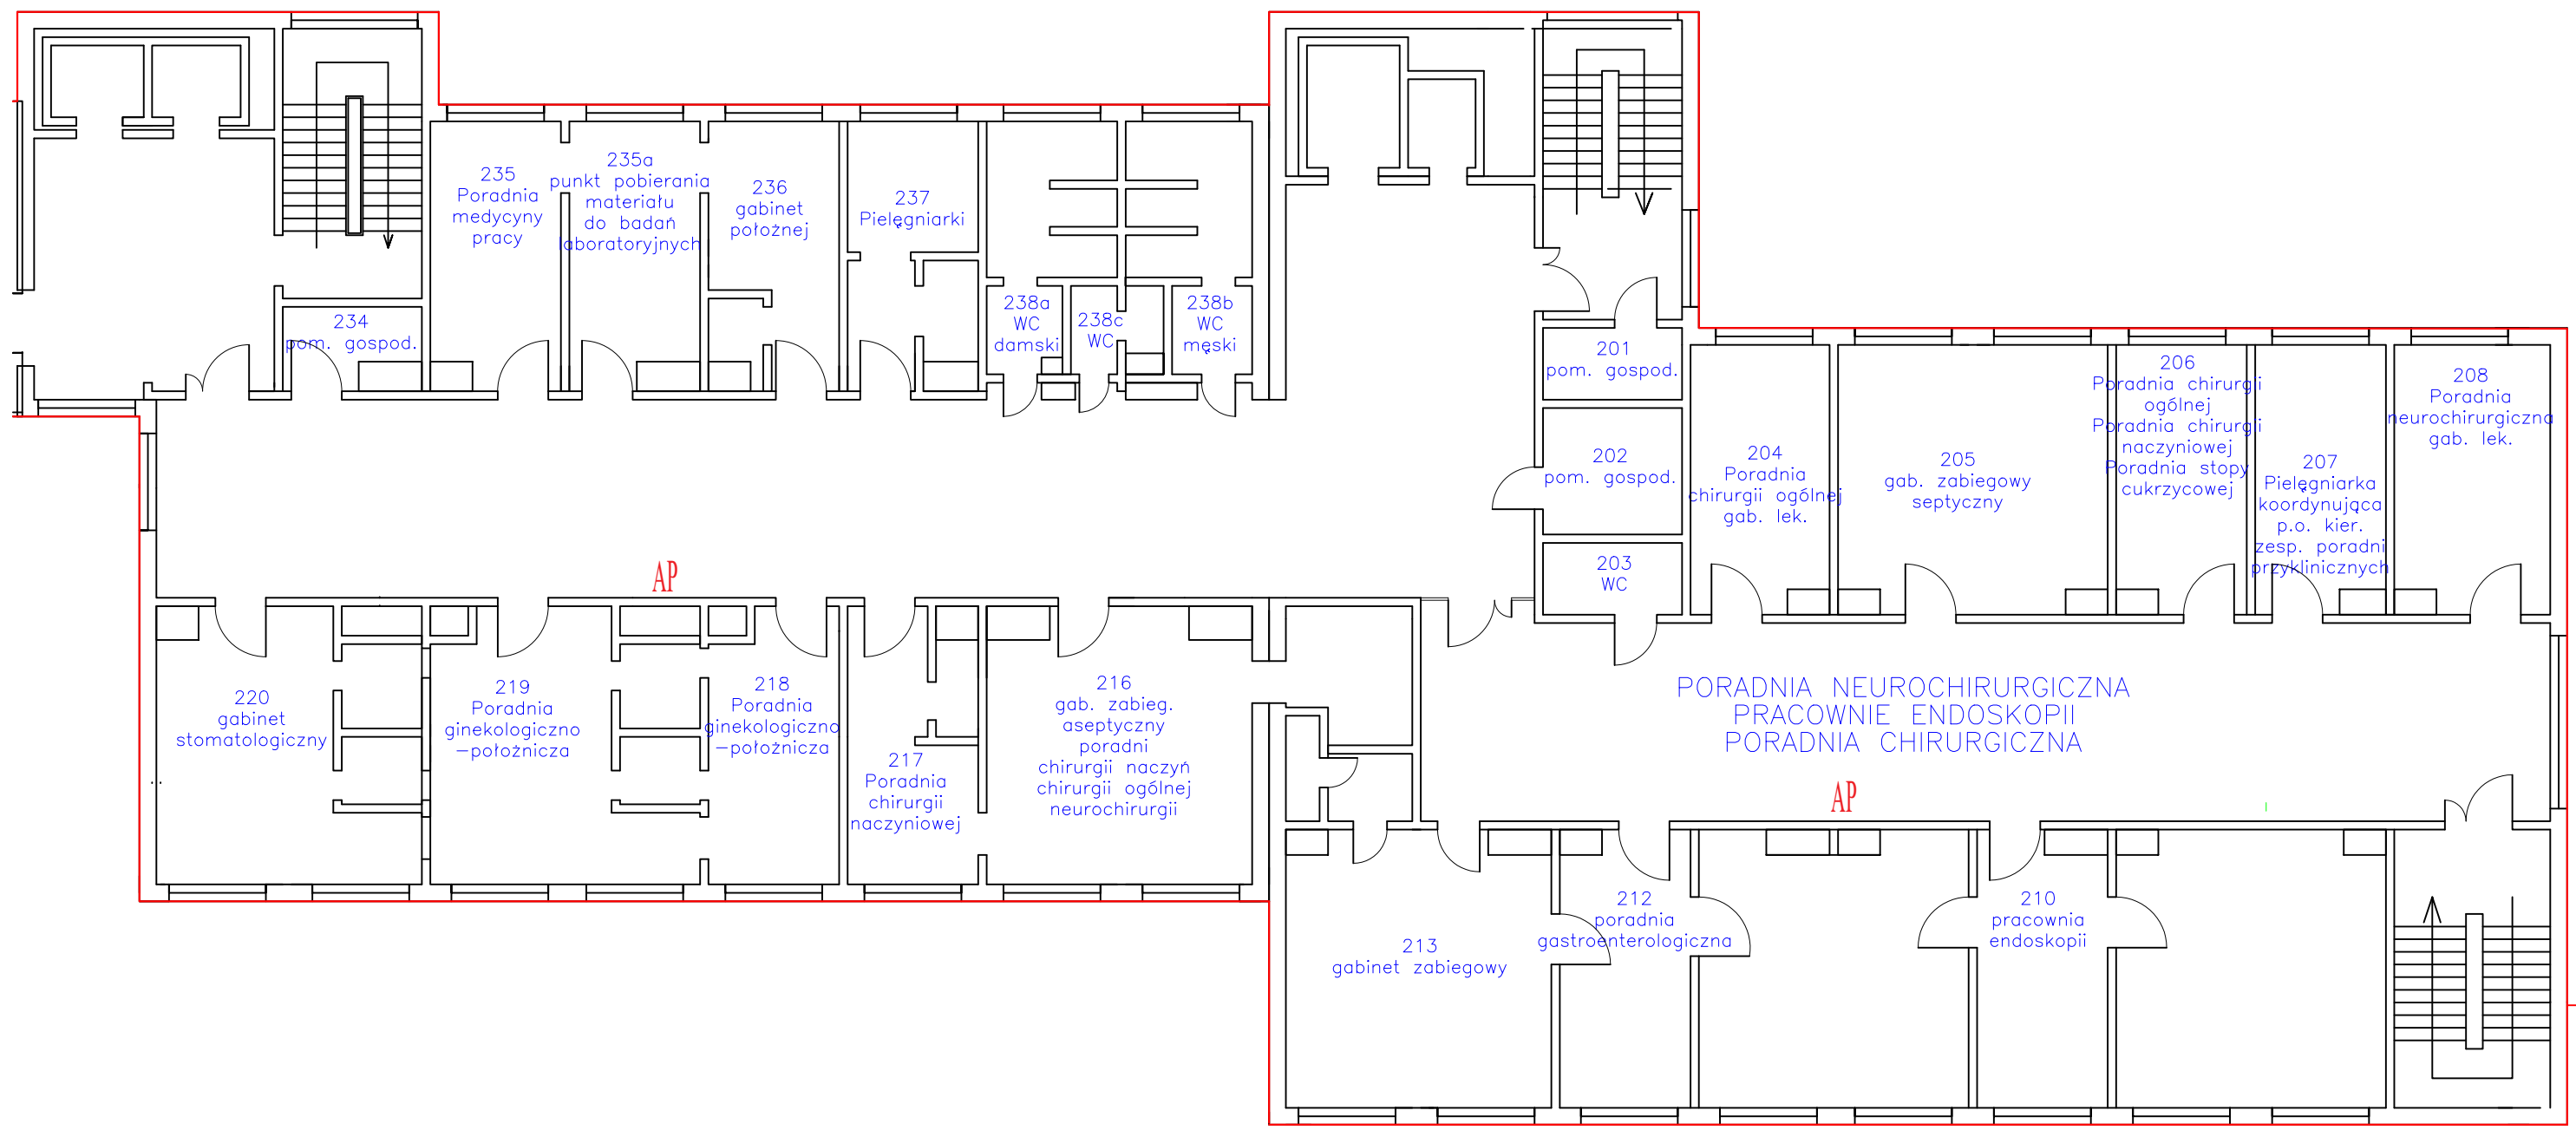 235
Poradnia
medycyny
pracy
235a
punkt pobierania
materiału
do badań
laboratoryjnych
236
gabinet
położnej
237
Pielęgniarki
234
pom. gospod.
238a
WC
damski
238c
WC
238b
WC
męski
201
pom. gospod.
202
pom. gospod.
203
WC
204
Poradnia
chirurgii ogólnej
gab. lek.
205
gab. zabiegowy
septyczny
206
Poradnia chirurgii
ogólnej
Poradnia chirurgii
naczyniowej
Poradnia stopy
cukrzycowej
207
Pielęgniarka
koordynująca
p.o. kier.
zesp. poradni
przyklinicznych
208
Poradnia
neurochirurgiczna
gab. lek.
AP
220
gabinet
stomatologiczny
219
Poradnia
ginekologiczno
–położnicza
218
Poradnia
ginekologiczno
–położnicza
217
Poradnia
chirurgii
naczyniowej
216
gab. zabieg.
aseptyczny
poradni
chirurgii naczyń
chirurgii ogólnej
neurochirurgii
PORADNIA NEUROCHIRURGICZNA
PRACOWNIE ENDOSKOPII
PORADNIA CHIRURGICZNA
AP
213
gabinet zabiegowy
212
poradnia
gastroenterologiczna
210
pracownia
endoskopii